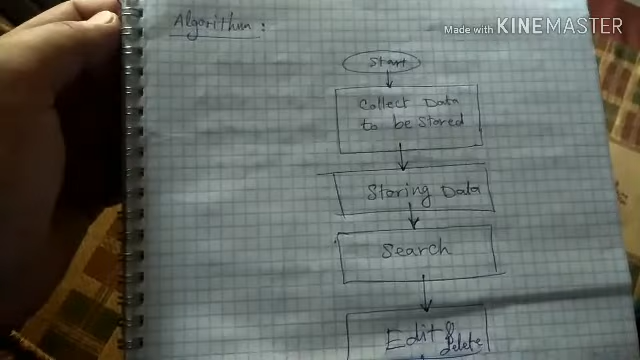 Algorithm :
Made with KINEMASTER
Start
Collect Data
to be Stored
Storing Data
Search
Edit &
Delete